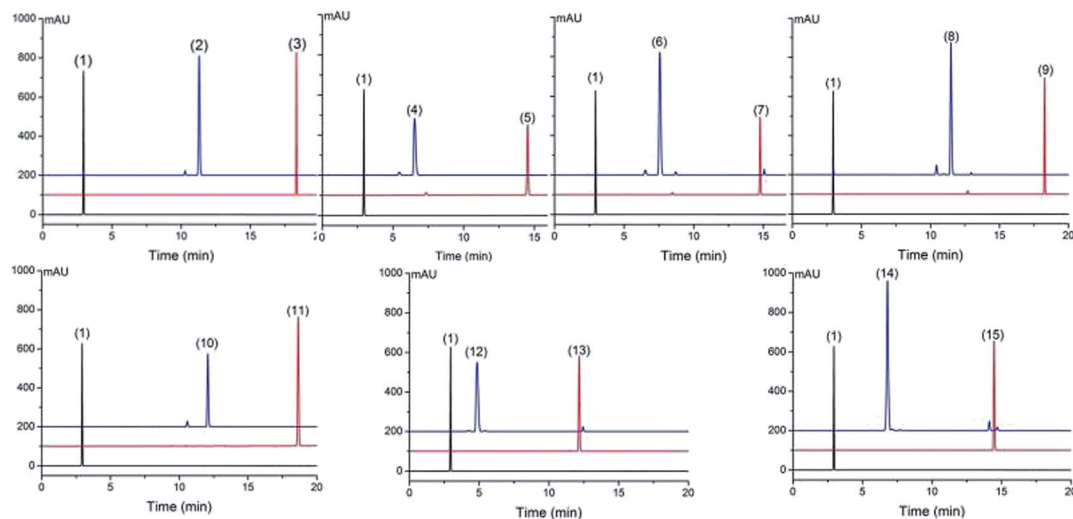 1000 mAU
(1) (2) (3)
800
600
400
200
0
0 5 10 15 2
Time (min)
mAU
(1) (4) (5)
0 5 10 15
Time (min)
mAU
(1) (6) (7)
0 5 10 15
Time (min)
mAU
(1) (8) (9)
0 5 10 15 20
Time (min)
1000 mAU
(1) (10) (11)
800
600
400
200
0
0 5 10 15 20
Time (min)
1000 mAU
(1) (12) (13)
800
600
400
200
0
0 5 10 15 20
Time (min)
1000 mAU
(1) (14) (15)
800
600
400
200
0
0 5 10 15 20
Time (min)